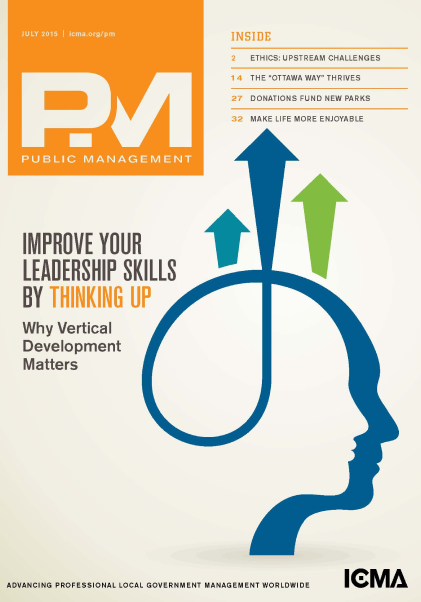 JULY 2015 | icma.org/pm
PM
PUBLIC MANAGEMENT
INSIDE
2 ETHICS: UPSTREAM CHALLENGES
14 THE "OTTAWA WAY" THRIVES
27 DONATIONS FUND NEW PARKS
32 MAKE LIFE MORE ENJOYABLE
IMPROVE YOUR
LEADERSHIP SKILLS
BY THINKING UP
Why Vertical
Development
Matters
ADVANCING PROFESSIONAL LOCAL GOVERNMENT MANAGEMENT WORLDWIDE
ICMA